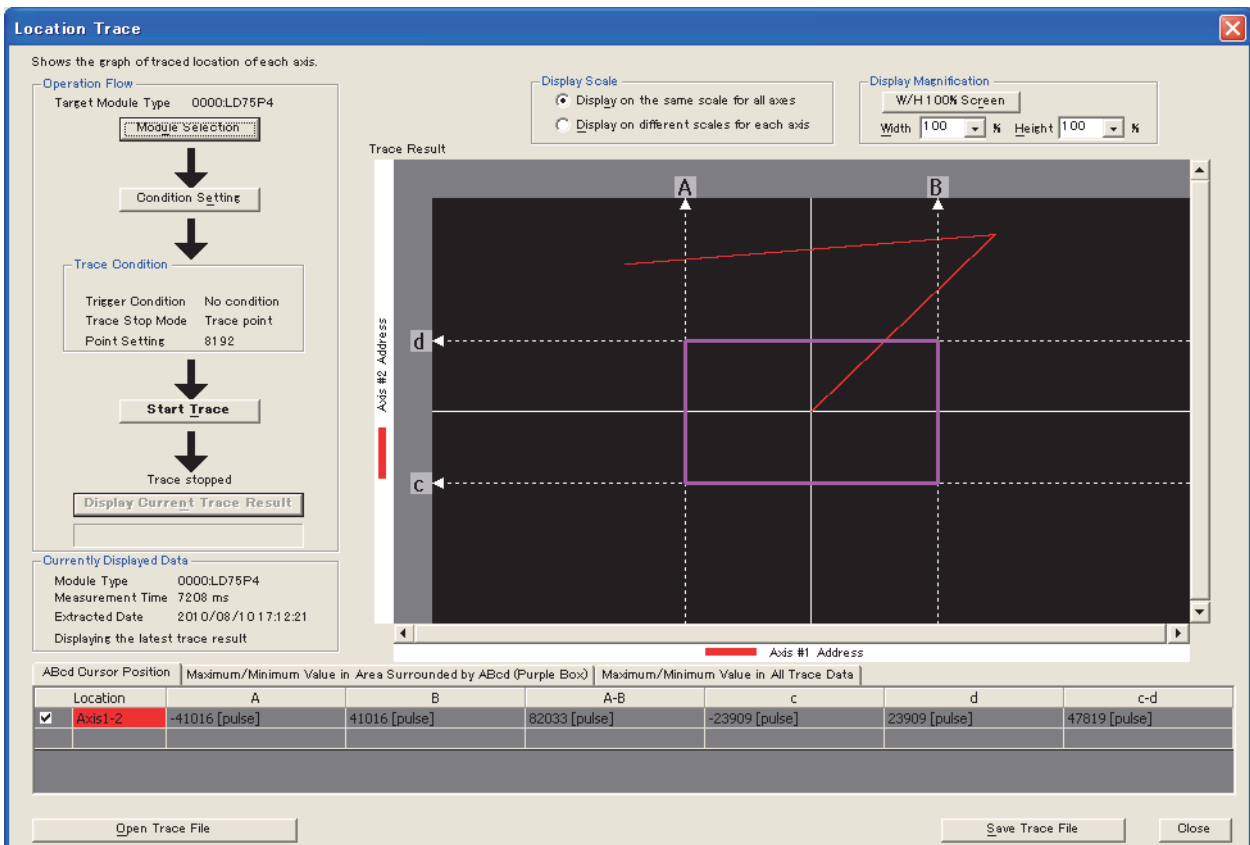 Location Trace
Shows the graph of traced location of each axis.
Operation Flow
Target Module Type 0000:LD75P4
Module Selection
Condition Setting
Trace Condition
Trigger Condition No condition
Trace Stop Mode Trace point
Point Setting 8192
Start Trace
Trace stopped
Display Current Trace Result
Currently Displayed Data
Module Type 0000:LD75P4
Measurement Time 7208 ms
Extracted Date 2010/08/10 17:12:21
Displaying the latest trace result
Display Scale
Display on the same scale for all axes
Display on different scales for each axis
Display Magnification
W/H 100% Screen
Width 100 % Height 100 %
Trace Result
A B
d
c
Axis #2 Address
Axis #1 Address
ABcd Cursor Position Maximum/Minimum Value in Area Surrounded by ABcd (Purple Box) Maximum/Minimum Value in All Trace Data
Location A B A-B c d c-d
Axis1-2 -41016 [pulse] 41016 [pulse] 82033 [pulse] -23909 [pulse] 23909 [pulse] 47819 [pulse]
Open Trace File Save Trace File Close